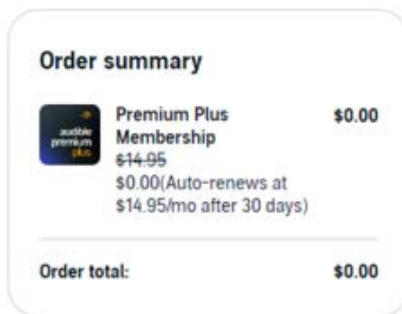 Order summary
audible
premium
plus
Premium Plus
Membership
$0.00
$14.95
$0.00(Auto-renews at
$14.95/mo after 30 days)
Order total:
$0.00